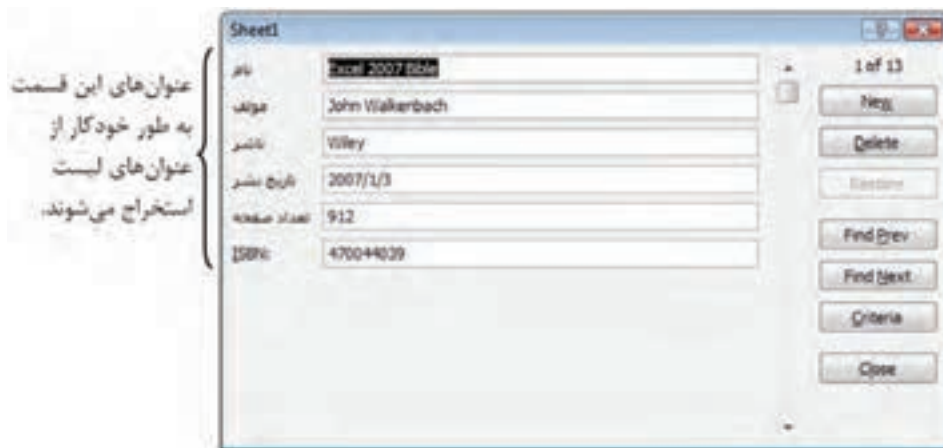 Sheet1
عنوان‌های این قسمت
به طور خودکار از
عنوان‌های لیست
استخراج می‌شوند.
نام Excel 2007 Bible
مولف John Walkenbach
ناشر Wiley
تاریخ نشر 2007/1/3
تعداد صفحه 912
ISBN: 470044039
1 of 13
New
Delete
Restore
Find Prev
Find Next
Criteria
Close